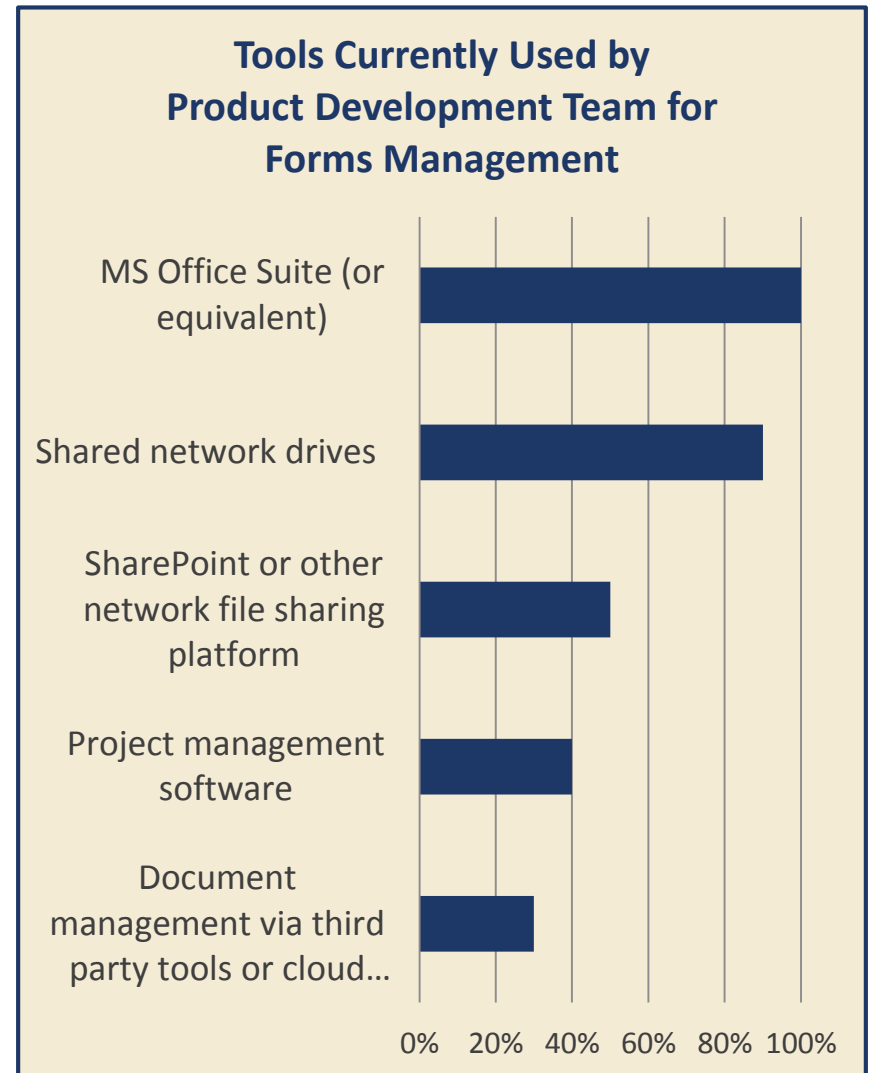 Tools Currently Used by
Product Development Team for
Forms Management
MS Office Suite (or
equivalent)
Shared network drives
SharePoint or other
network file sharing
platform
Project management
software
Document
management via third
party tools or cloud…
0% 20% 40% 60% 80% 100%